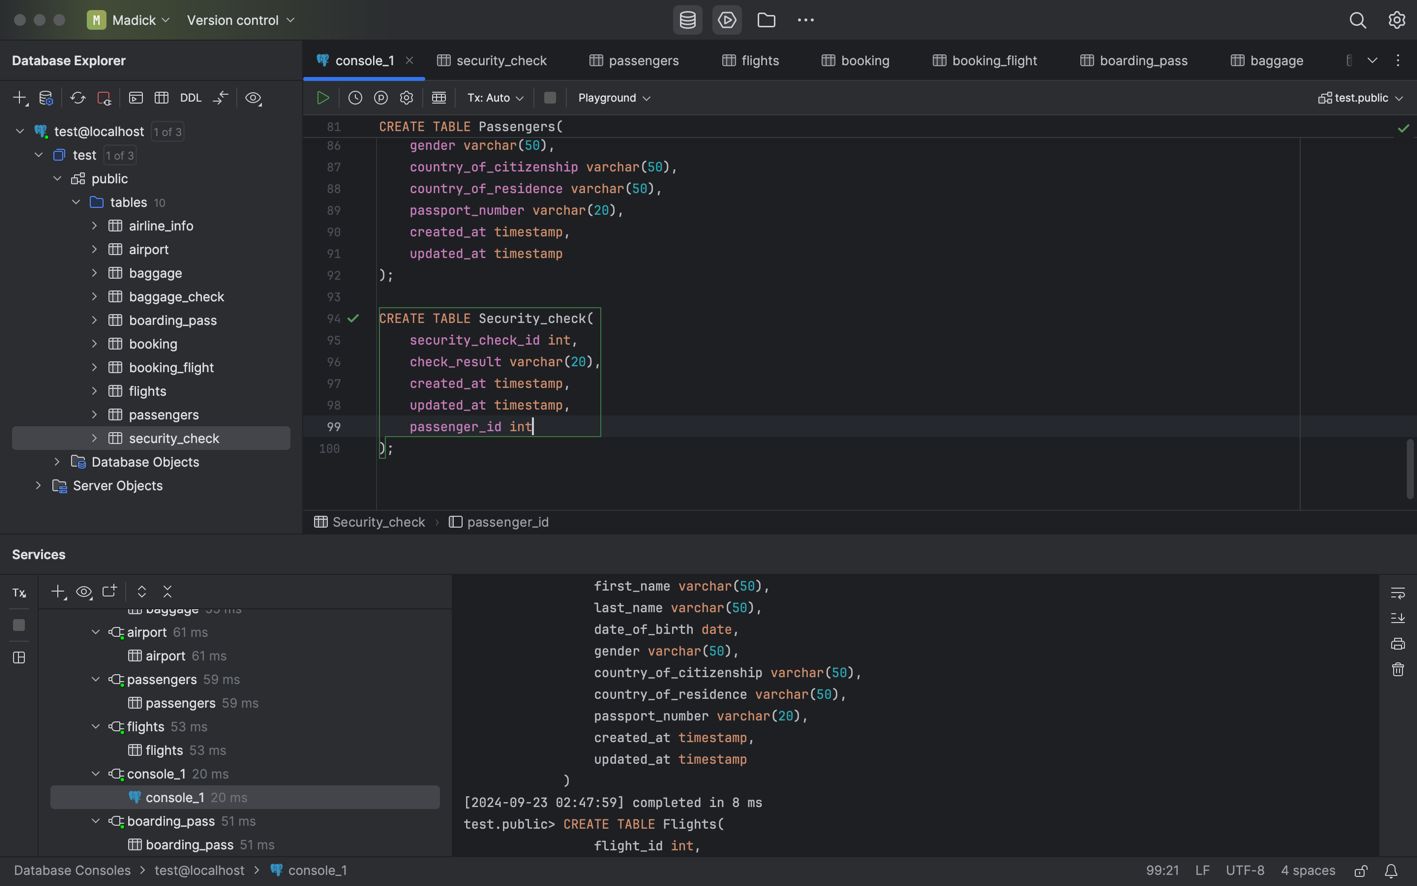 M Madick Version control
Database Explorer
console_1 security_check passengers flights booking booking_flight boarding_pass baggage
DDL
Tx: Auto Playground test.public
test@localhost 1 of 3
test 1 of 3
public
tables 10
airline_info
airport
baggage
baggage_check
boarding_pass
booking
booking_flight
flights
passengers
security_check
Database Objects
Server Objects
81 CREATE TABLE Passengers(
86 gender varchar(50),
87 country_of_citizenship varchar(50),
88 country_of_residence varchar(50),
89 passport_number varchar(20),
90 created_at timestamp,
91 updated_at timestamp
92 );
93
94 CREATE TABLE Security_check(
95 security_check_id int,
96 check_result varchar(20),
97 created_at timestamp,
98 updated_at timestamp,
99 passenger_id int
100 );
Security_check › passenger_id
Services
Tx
baggage 55 ms
airport 61 ms
airport 61 ms
passengers 59 ms
passengers 59 ms
flights 53 ms
flights 53 ms
console_1 20 ms
console_1 20 ms
boarding_pass 51 ms
boarding_pass 51 ms
first_name varchar(50),
last_name varchar(50),
date_of_birth date,
gender varchar(50),
country_of_citizenship varchar(50),
country_of_residence varchar(50),
passport_number varchar(20),
created_at timestamp,
updated_at timestamp
)
[2024-09-23 02:47:59] completed in 8 ms
test.public> CREATE TABLE Flights(
flight_id int,
Database Consoles > test@localhost > console_1
99:21 LF UTF-8 4 spaces